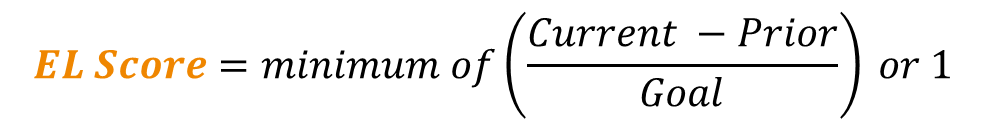 EL Score = minimum of (Current − Prior / Goal) or 1